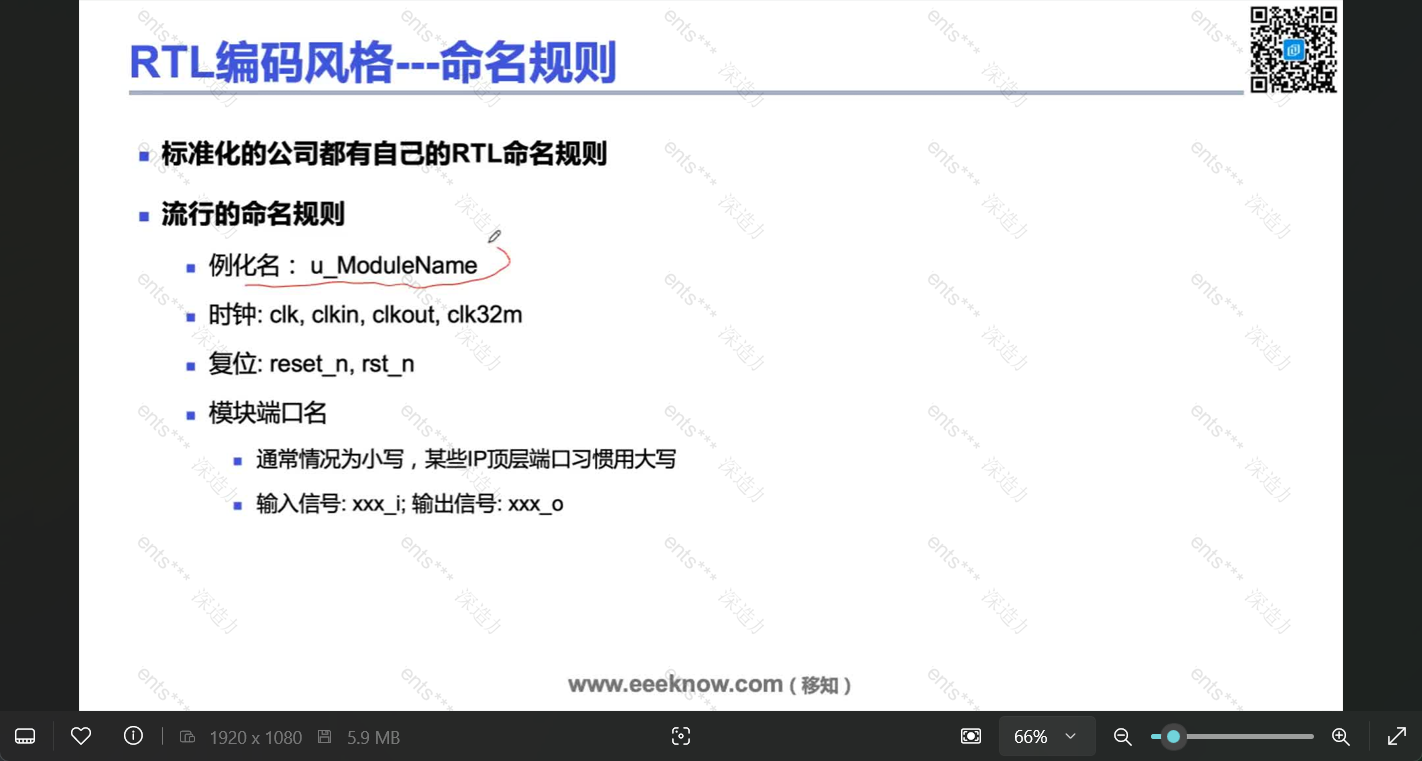 RTL编码风格---命名规则
标准化的公司都有自己的RTL命名规则
流行的命名规则
例化名： u_ModuleName
时钟: clk, clkin, clkout, clk32m
复位: reset_n, rst_n
模块端口名
通常情况为小写，某些IP顶层端口习惯用大写
输入信号: xxx_i; 输出信号: xxx_o
www.eeeknow.com（移知）
1920 x 1080
5.9 MB
66%